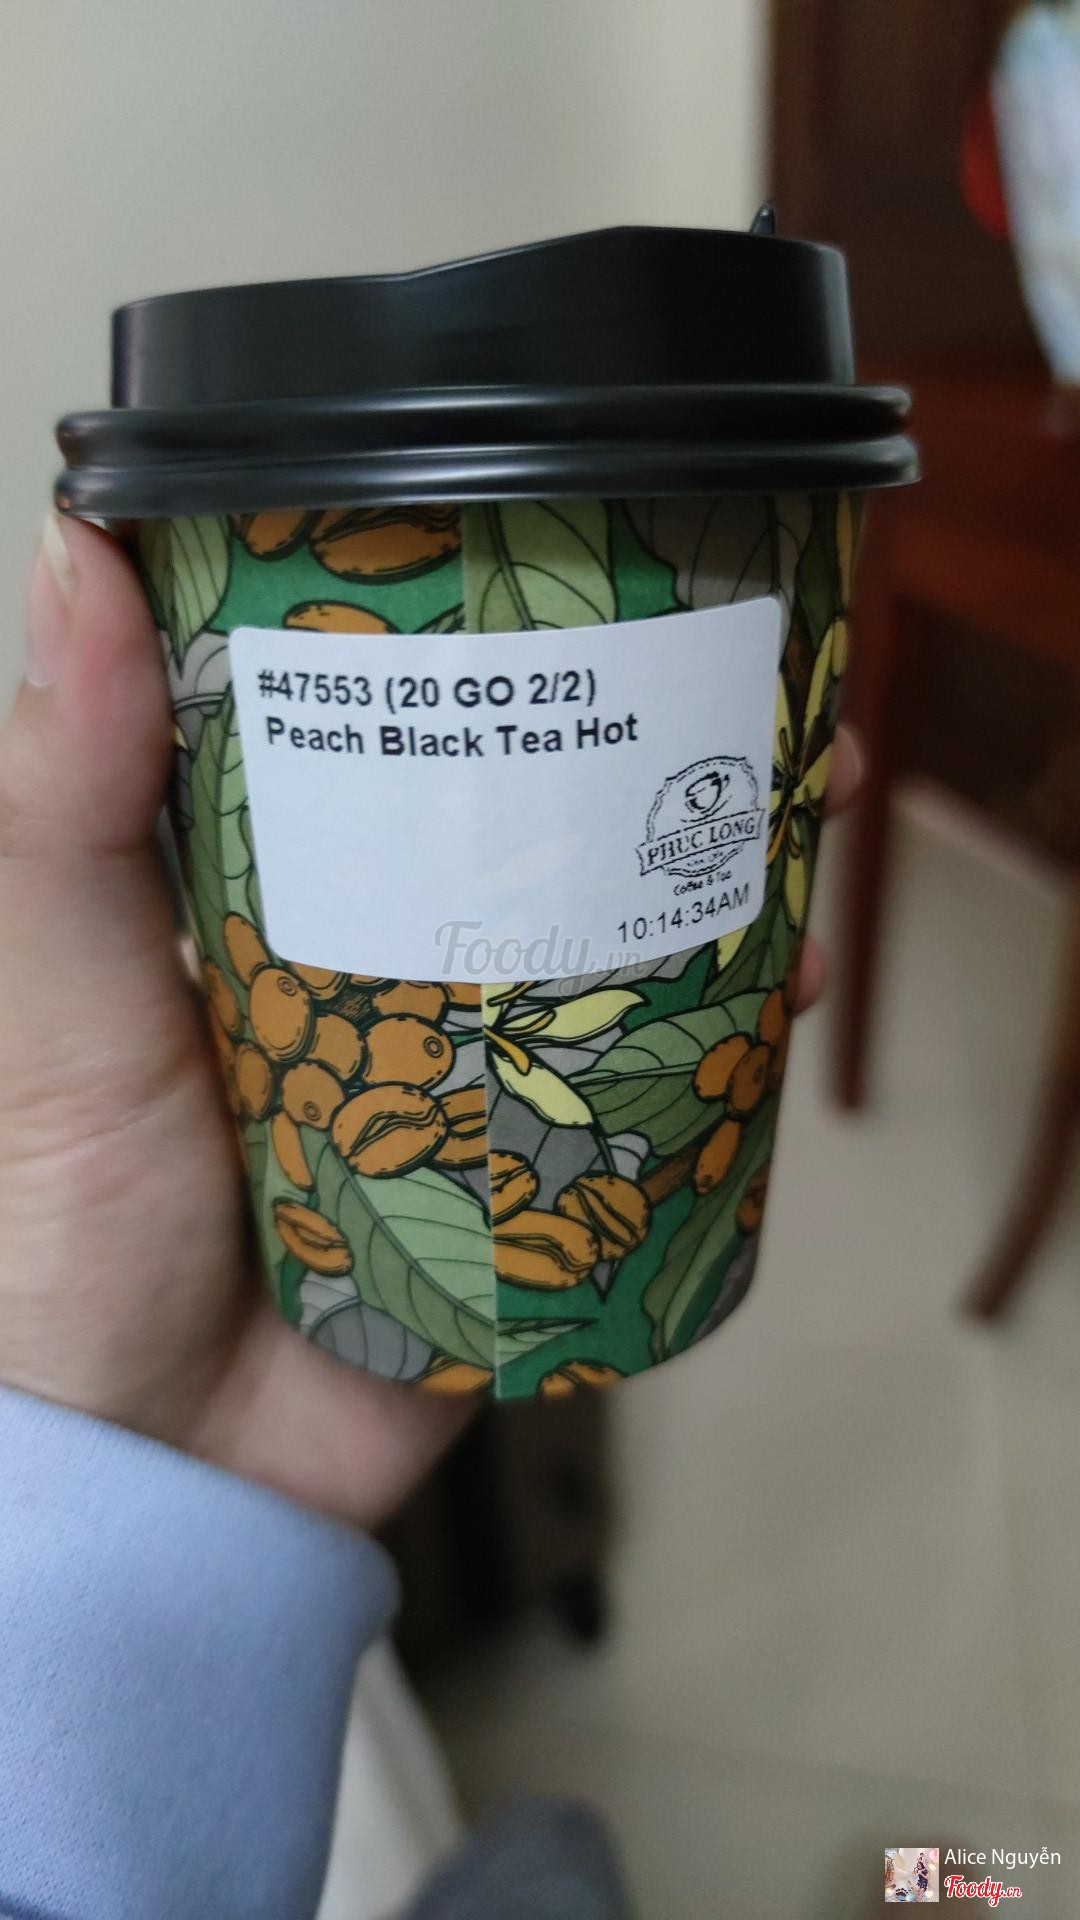 #47553 (20 GO 2/2)
Peach Black Tea Hot
PHUC LONG
Coffee & Tea
10:14:34AM
Foody.vn
Alice Nguyễn
Foody.vn